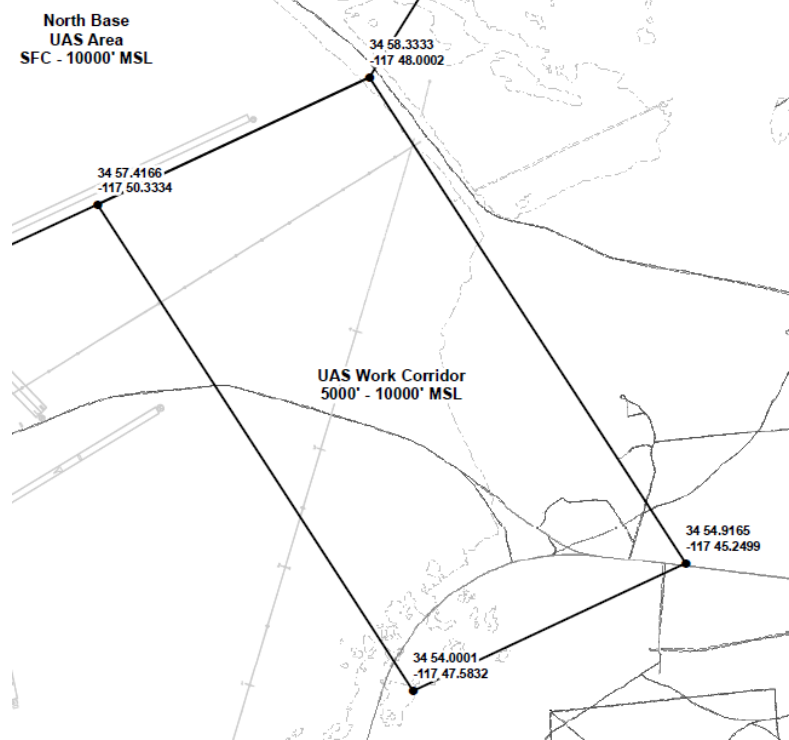 North Base
UAS Area
SFC - 10000' MSL
34 58.3333
-117 48.0002
34 57.4166
-117 50.3334
UAS Work Corridor
5000' - 10000' MSL
34 54.9165
-117 45.2499
34 54.0001
-117 47.5832